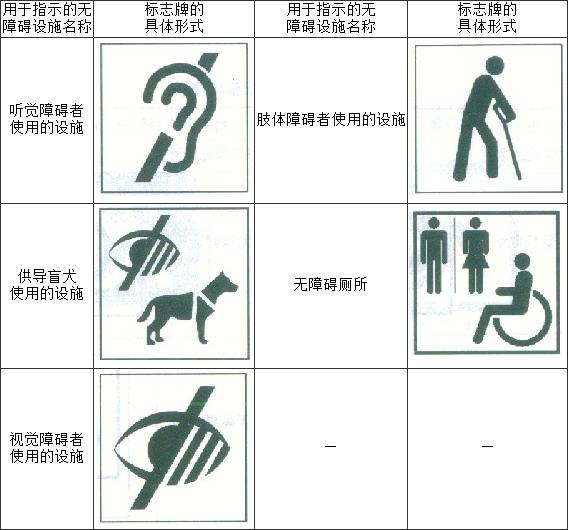 用于指示的无
障碍设施名称
标志牌的
具体形式
用于指示的无
障碍设施名称
标志牌的
具体形式
听觉障碍者
使用的设施
肢体障碍者使用的设施
供导盲犬
使用的设施
无障碍厕所
视觉障碍者
使用的设施
—
—